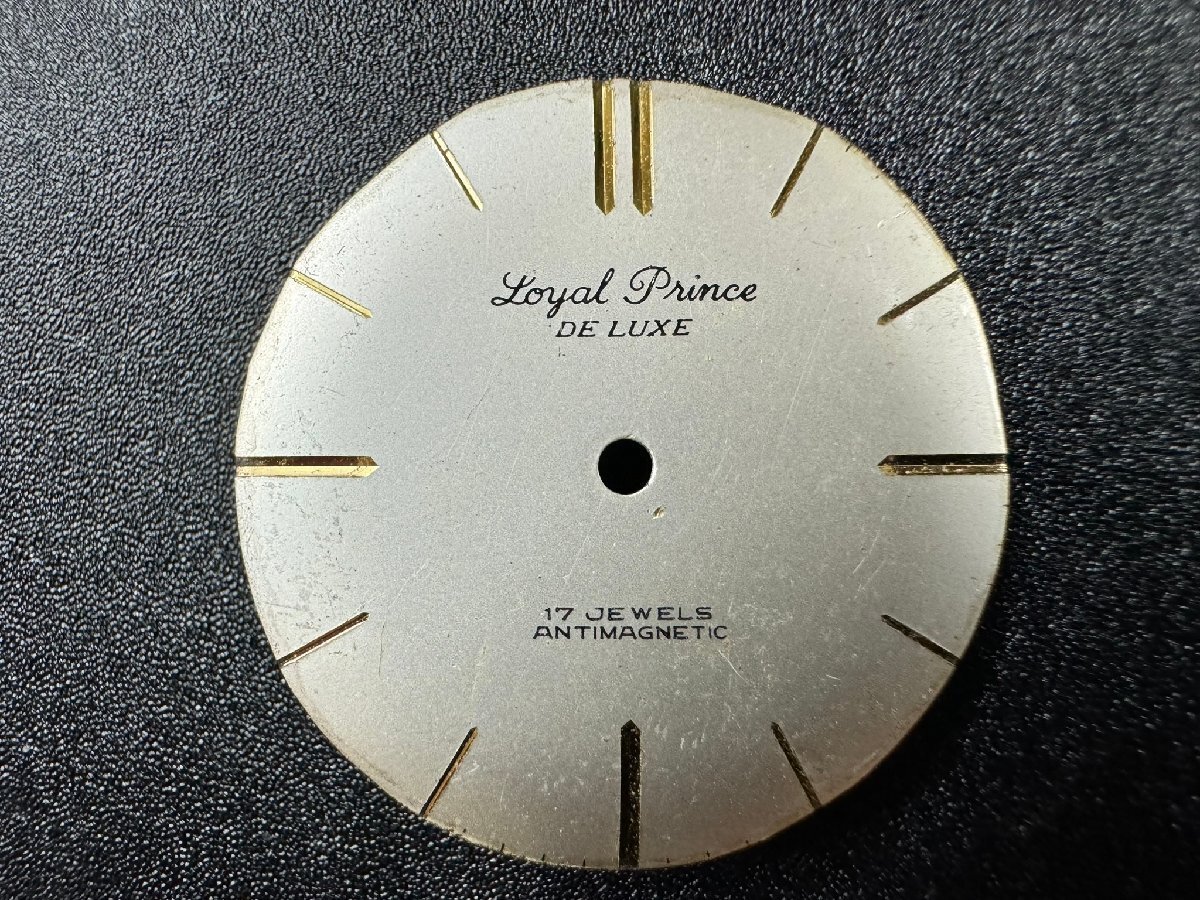 Loyal Prince
DE LUXE
17 JEWELS
ANTIMAGNETIC